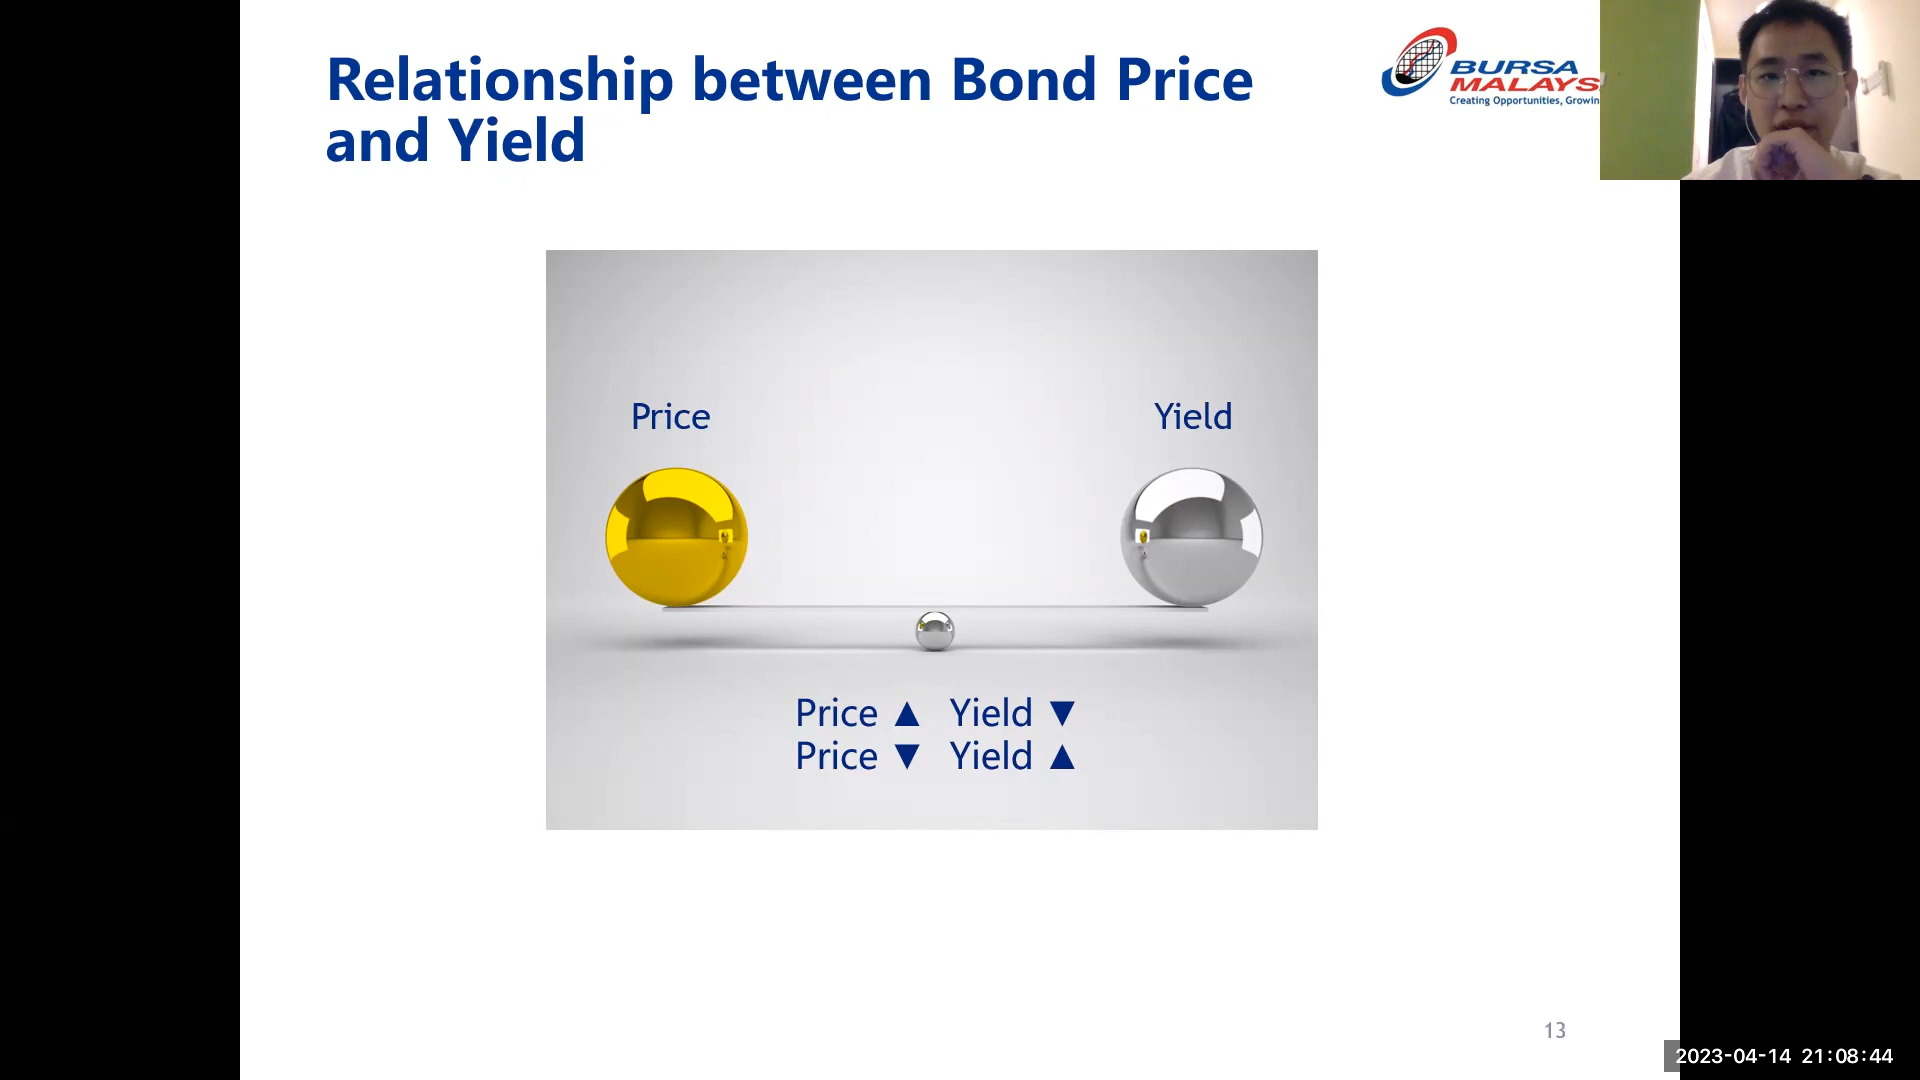 Relationship between Bond Price
and Yield
BURSA
MALAYS
Creating Opportunities, Growin
Price
Yield
Price ▲ Yield ▼
Price ▼ Yield ▲
13
2023-04-14 21:08:44